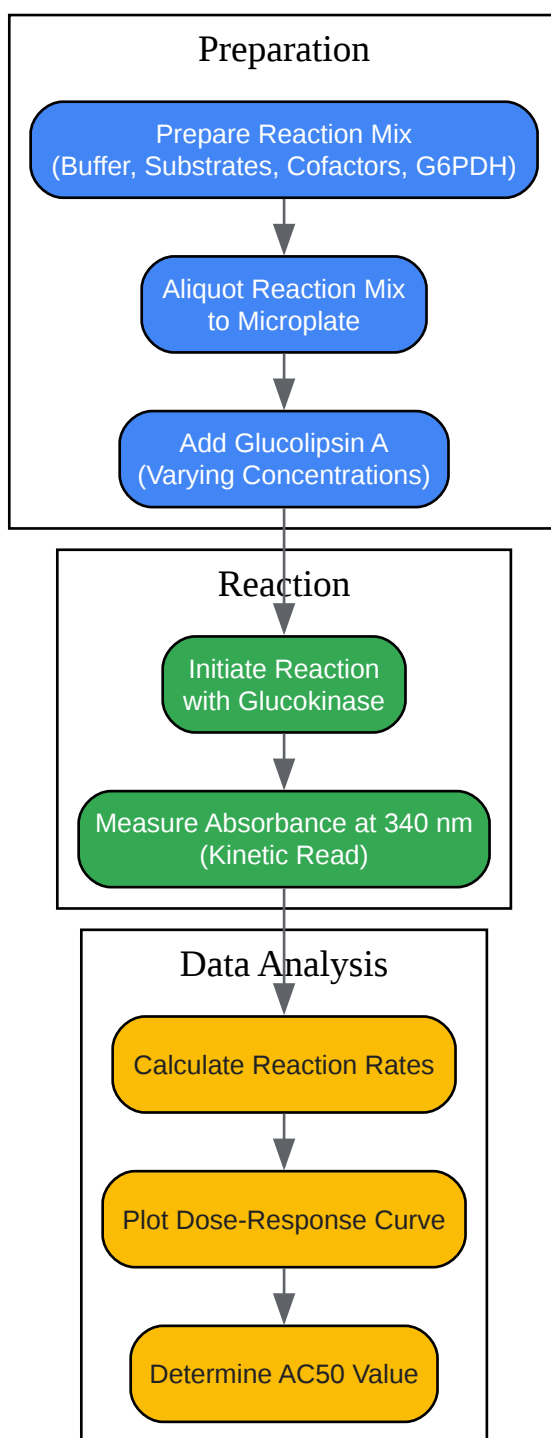 Preparation
Prepare Reaction Mix
(Buffer, Substrates, Cofactors, G6PDH)
Aliquot Reaction Mix
to Microplate
Add Glucolipsin A
(Varying Concentrations)
Reaction
Initiate Reaction
with Glucokinase
Measure Absorbance at 340 nm
(Kinetic Read)
Data Analysis
Calculate Reaction Rates
Plot Dose-Response Curve
Determine AC50 Value